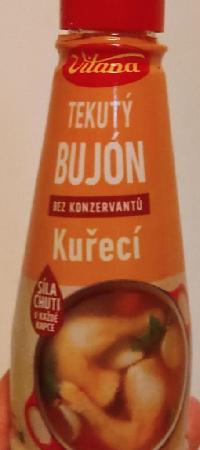 Vitana
TEKUTÝ
BUJÓN
BEZ KONZERVANTŮ
Kuřecí
SÍLA
CHUTI
V KAŽDÉ
KAPCE